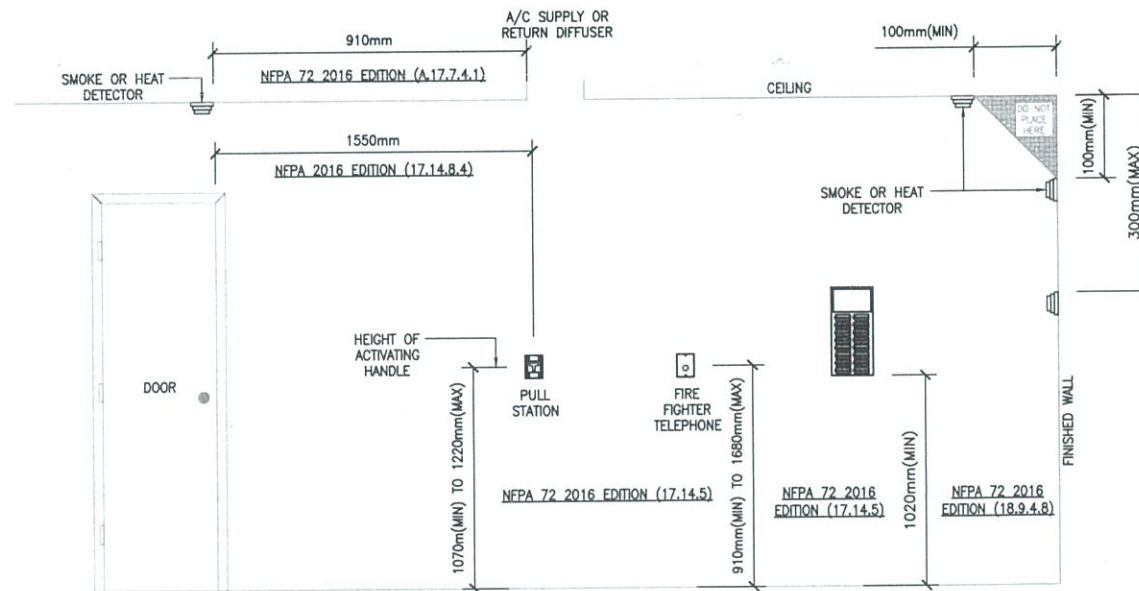 A/C SUPPLY OR
RETURN DIFFUSER
910mm
NFPA 72 2016 EDITION (A.17.7.4.1)
SMOKE OR HEAT
DETECTOR
100mm(MIN)
CEILING
DO NOT
PLACE
HERE
100mm(MIN)
300mm(MAX)
1550mm
NFPA 2016 EDITION (17.14.8.4)
SMOKE OR HEAT
DETECTOR
HEIGHT OF
ACTIVATING
HANDLE
DOOR
PULL
STATION
FIRE
FIGHTER
TELEPHONE
1070m(MIN) TO 1220mm(MAX)
NFPA 72 2016 EDITION (17.14.5)
910mm(MIN) TO 1680mm(MAX)
NFPA 72 2016
EDITION (17.14.5)
1020mm(MIN)
NFPA 72 2016
EDITION (18.9.4.8)
FINISHED WALL